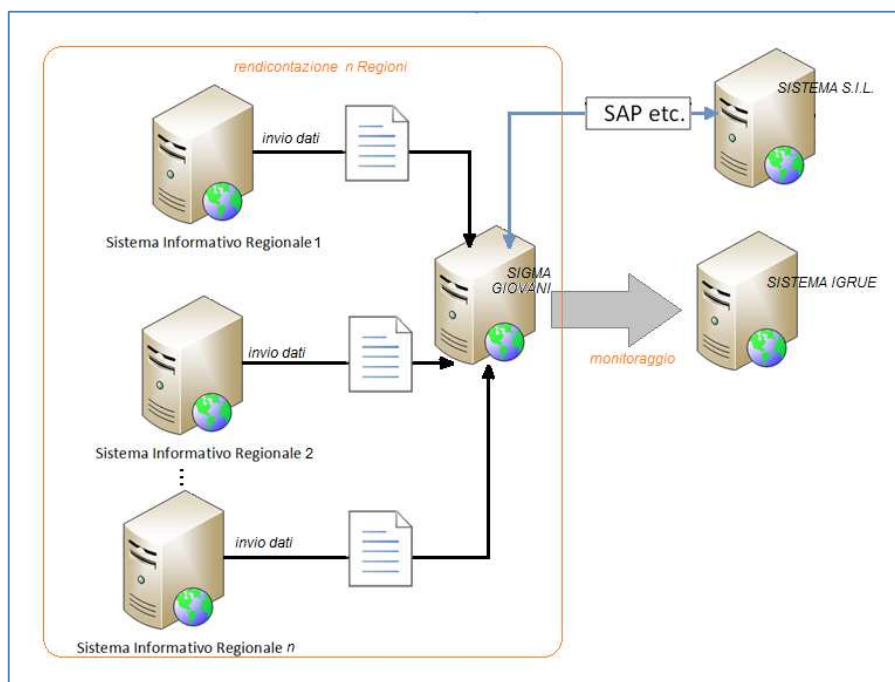 rendicontazione n Regioni
SISTEMA S.I.L.
SAP etc.
invio dati
Sistema Informativo Regionale 1
SIGMA
GIOVANI
SISTEMA IGRUE
invio dati
monitoraggio
Sistema Informativo Regionale 2
invio dati
Sistema Informativo Regionale n